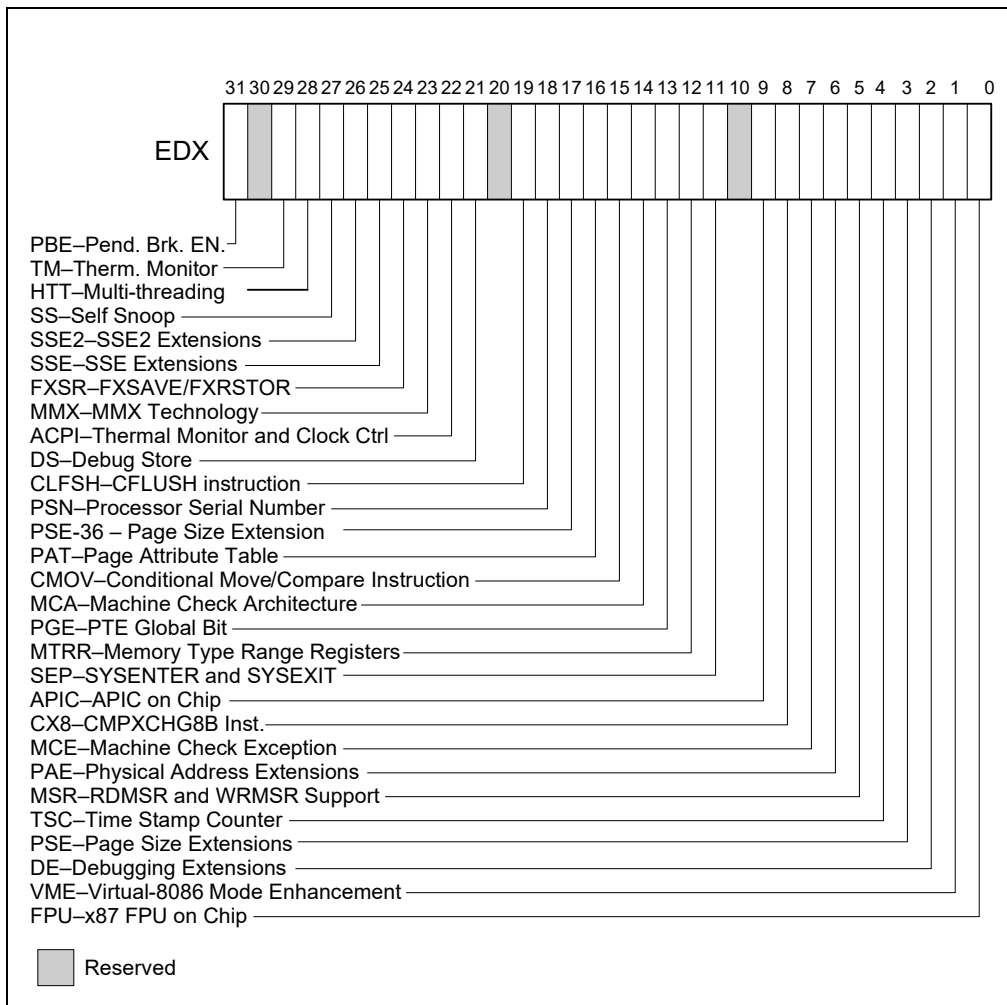 31 30 29 28 27 26 25 24 23 22 21 20 19 18 17 16 15 14 13 12 11 10 9 8 7 6 5 4 3 2 1 0
EDX
PBE–Pend. Brk. EN.
TM–Therm. Monitor
HTT–Multi-threading
SS–Self Snoop
SSE2–SSE2 Extensions
SSE–SSE Extensions
FXSR–FXSAVE/FXRSTOR
MMX–MMX Technology
ACPI–Thermal Monitor and Clock Ctrl
DS–Debug Store
CLFSH–CFLUSH instruction
PSN–Processor Serial Number
PSE-36 – Page Size Extension
PAT–Page Attribute Table
CMOV–Conditional Move/Compare Instruction
MCA–Machine Check Architecture
PGE–PTE Global Bit
MTRR–Memory Type Range Registers
SEP–SYSENTER and SYSEXIT
APIC–APIC on Chip
CX8–CMPXCHG8B Inst.
MCE–Machine Check Exception
PAE–Physical Address Extensions
MSR–RDMSR and WRMSR Support
TSC–Time Stamp Counter
PSE–Page Size Extensions
DE–Debugging Extensions
VME–Virtual-8086 Mode Enhancement
FPU–x87 FPU on Chip
Reserved